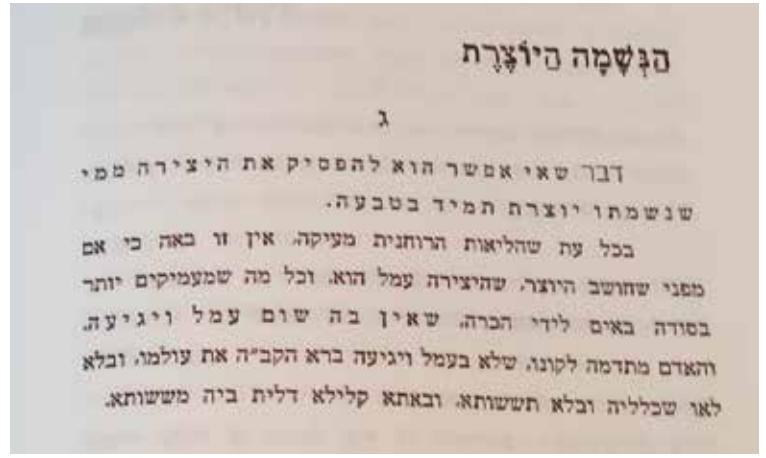 הַנְּשָׁמָה הַיּוֹצֶרֶת
ג
דבר שאי אפשר הוא להפסיק את היצירה ממי
שנשמתו יוצרת תמיד בטבעה.
בכל עת שהליאות הרוחנית מעיקה, אין זו באה כי אם
מפני שחושב היוצר, שהיצירה עמל הוא, וכל מה שמעמיקים יותר
בסודה באים לידי הכרה, שאין בה שום עמל ויגיעה,
והאדם מתדמה לקונו, שלא בעמל ויגיעה ברא הקב״ה את עולמו, ובלא
לאו שכלליה ובלא תששותא, ובאתא קלילא דלית ביה מששותא.